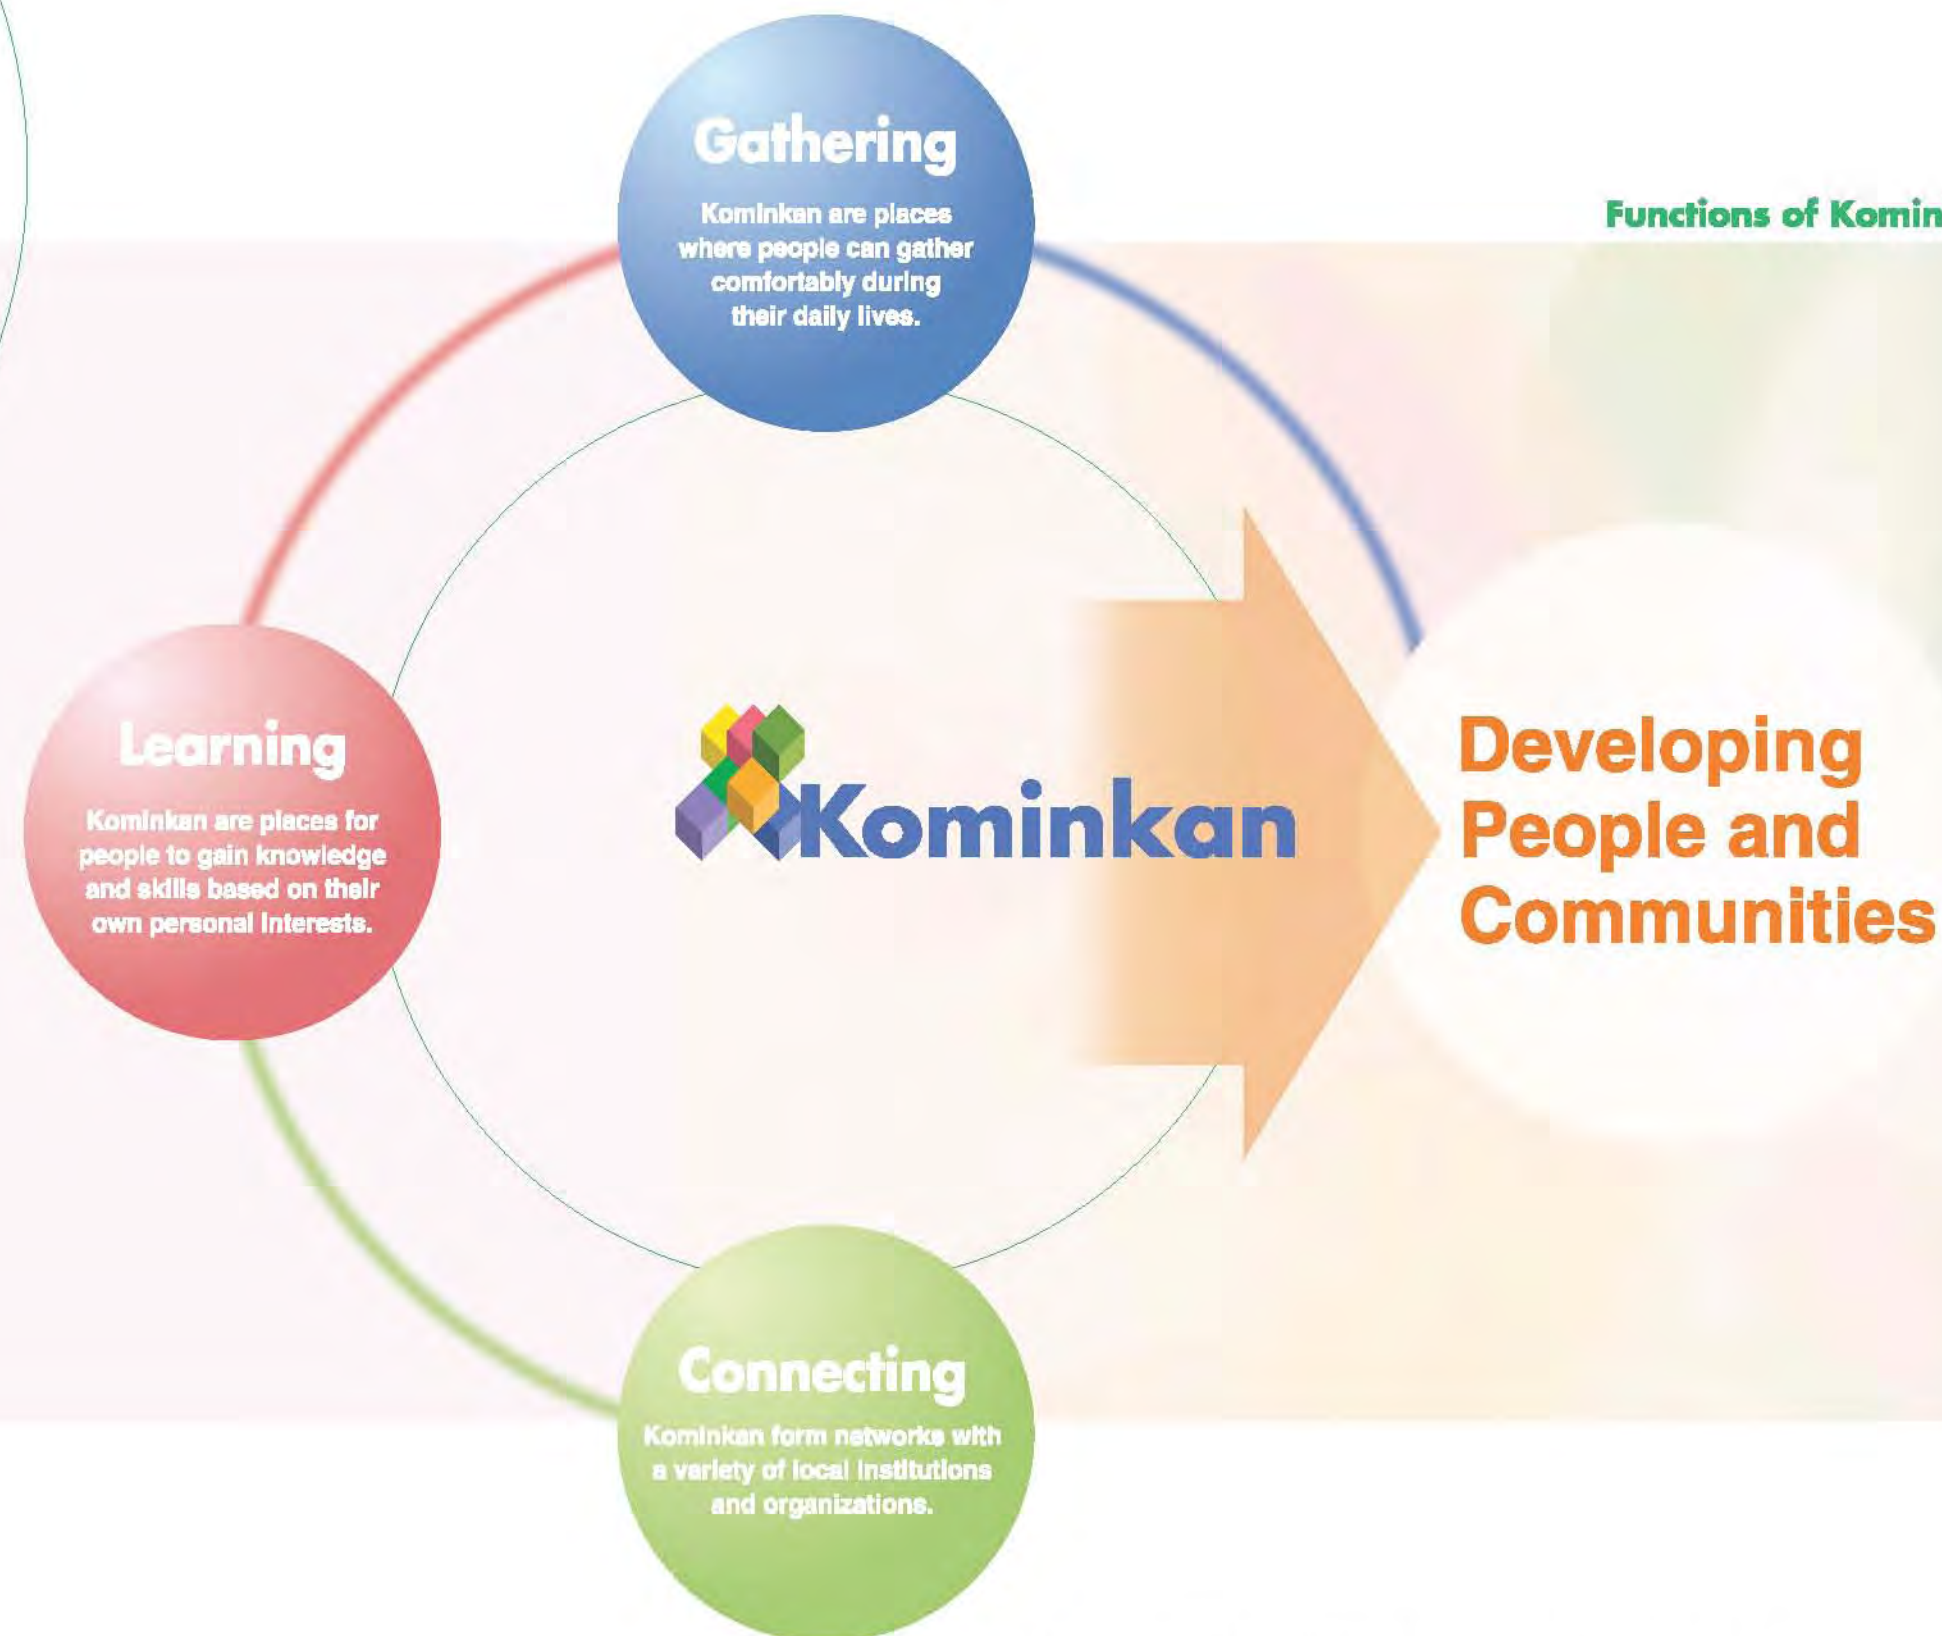 Gathering
Kominkan are places
where people can gather
comfortably during
their daily lives.
Functions of Komin
Learning
Kominkan are places for
people to gain knowledge
and skills based on their
own personal interests.
Kominkan
Developing
People and
Communities
Connecting
Kominkan form networks with
a variety of local institutions
and organizations.